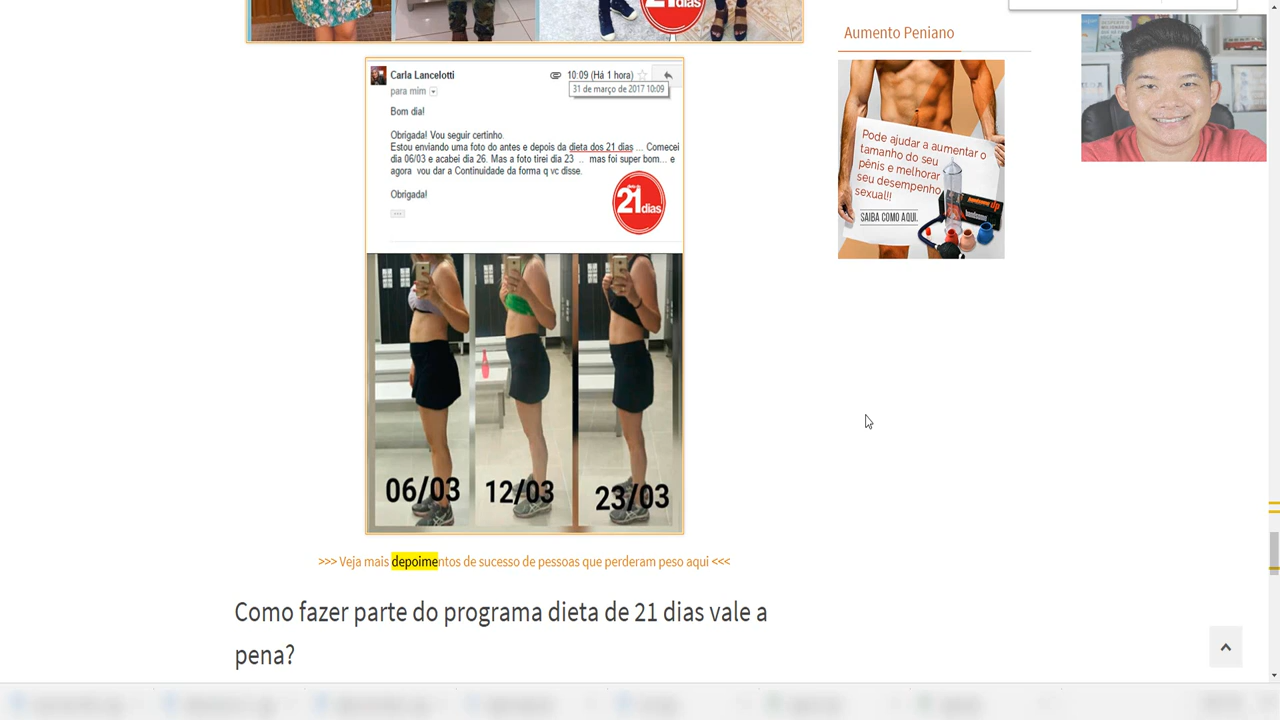 dias
Aumento Peniano
Carla Lancelotti
10:09 (Há 1 hora)
para mim
31 de março de 2017 10:09
Bom dia!
Obrigada! Vou seguir certinho.
Estou enviando uma foto do antes e depois da dieta dos 21 dias ... Comecei
dia 06/03 e acabei dia 26. Mas a foto tirei dia 23 .. mas foi super bom... e
agora vou dar a Continuidade da forma q vc disse.
Obrigada!
21 dias
Pode ajudar a aumentar o
tamanho do seu
pênis e melhorar
seu desempenho
sexual!!
SAIBA COMO AQUI.
06/03
12/03
23/03
>>> Veja mais depoimentos de sucesso de pessoas que perderam peso aqui <<<
Como fazer parte do programa dieta de 21 dias vale a
pena?